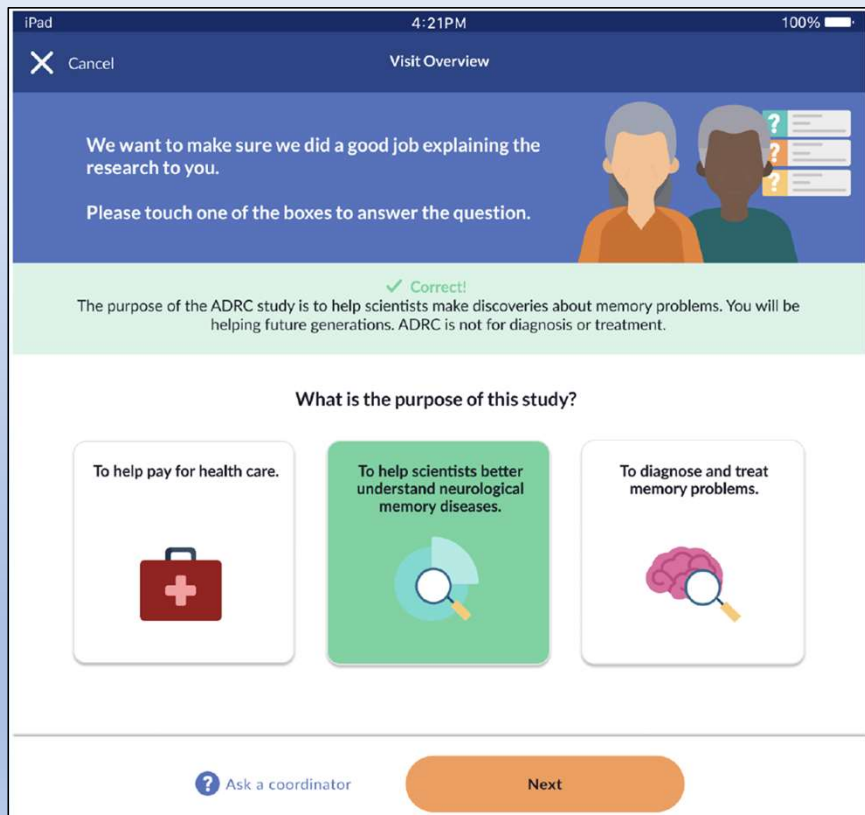 iPad 4:21PM 100%
Cancel Visit Overview
We want to make sure we did a good job explaining the
research to you.
Please touch one of the boxes to answer the question.
?
?
?
✓ Correct!
The purpose of the ADRC study is to help scientists make discoveries about memory problems. You will be
helping future generations. ADRC is not for diagnosis or treatment.
What is the purpose of this study?
To help pay for health care.
To help scientists better
understand neurological
memory diseases.
To diagnose and treat
memory problems.
? Ask a coordinator
Next